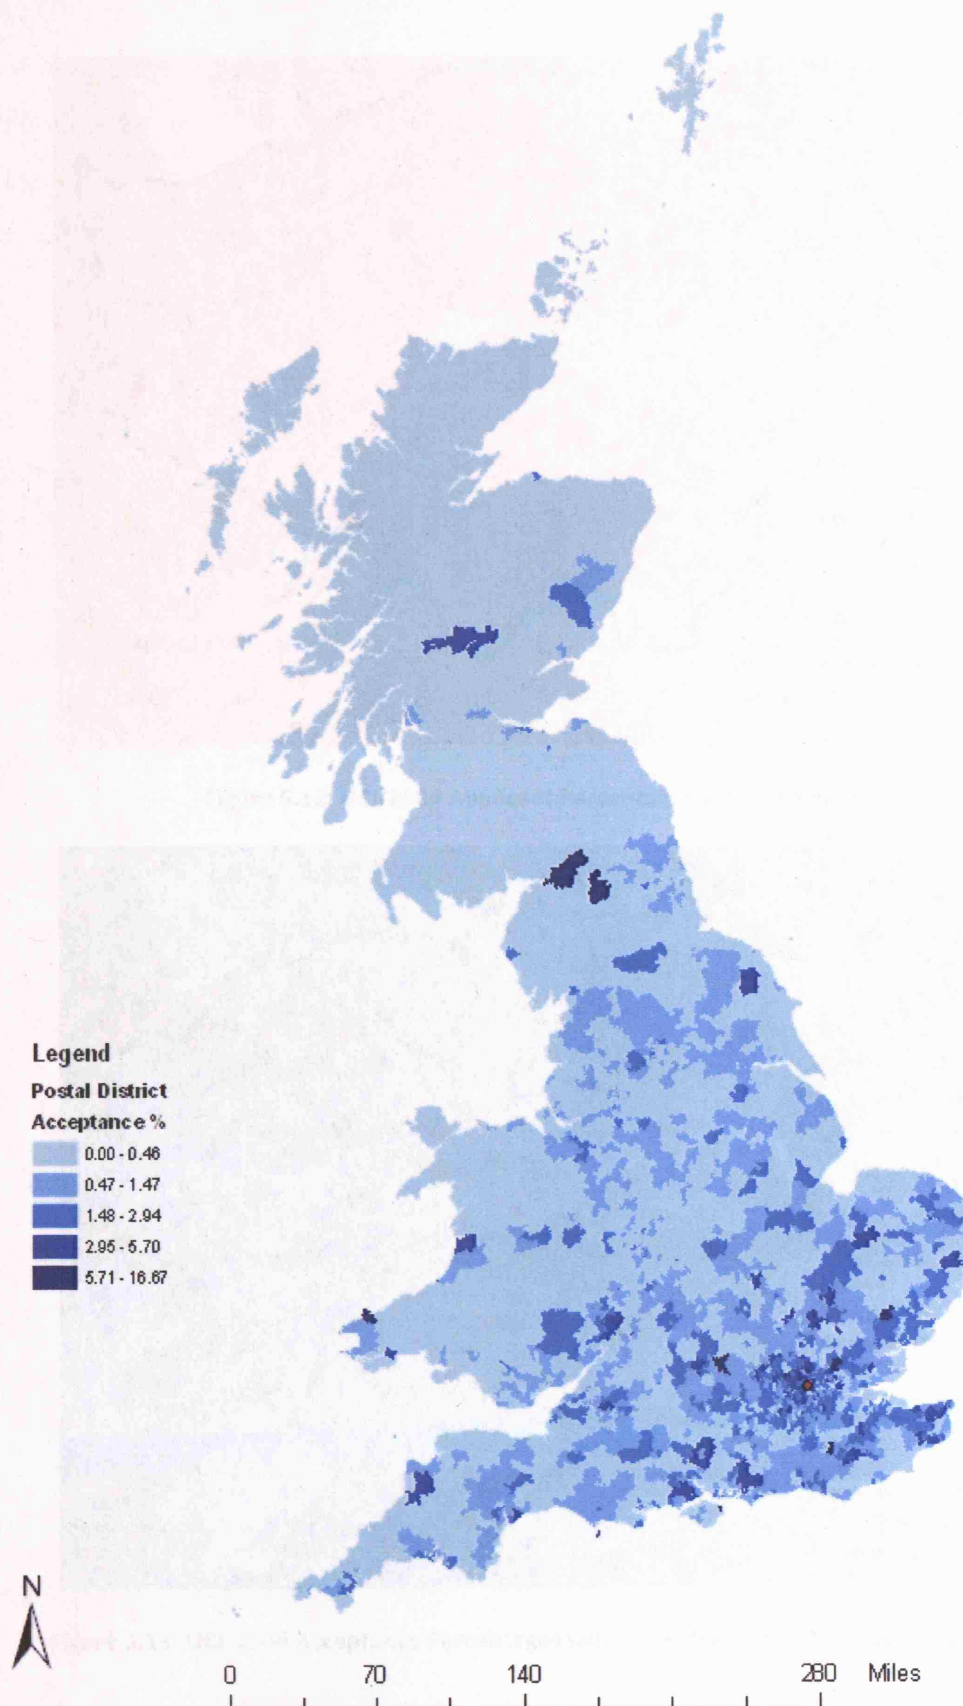 Legend
Postal District
Acceptance %
0.00 - 0.46
0.47 - 1.47
1.48 - 2.94
2.95 - 5.70
5.71 - 16.67
N
0 70 140 280 Miles